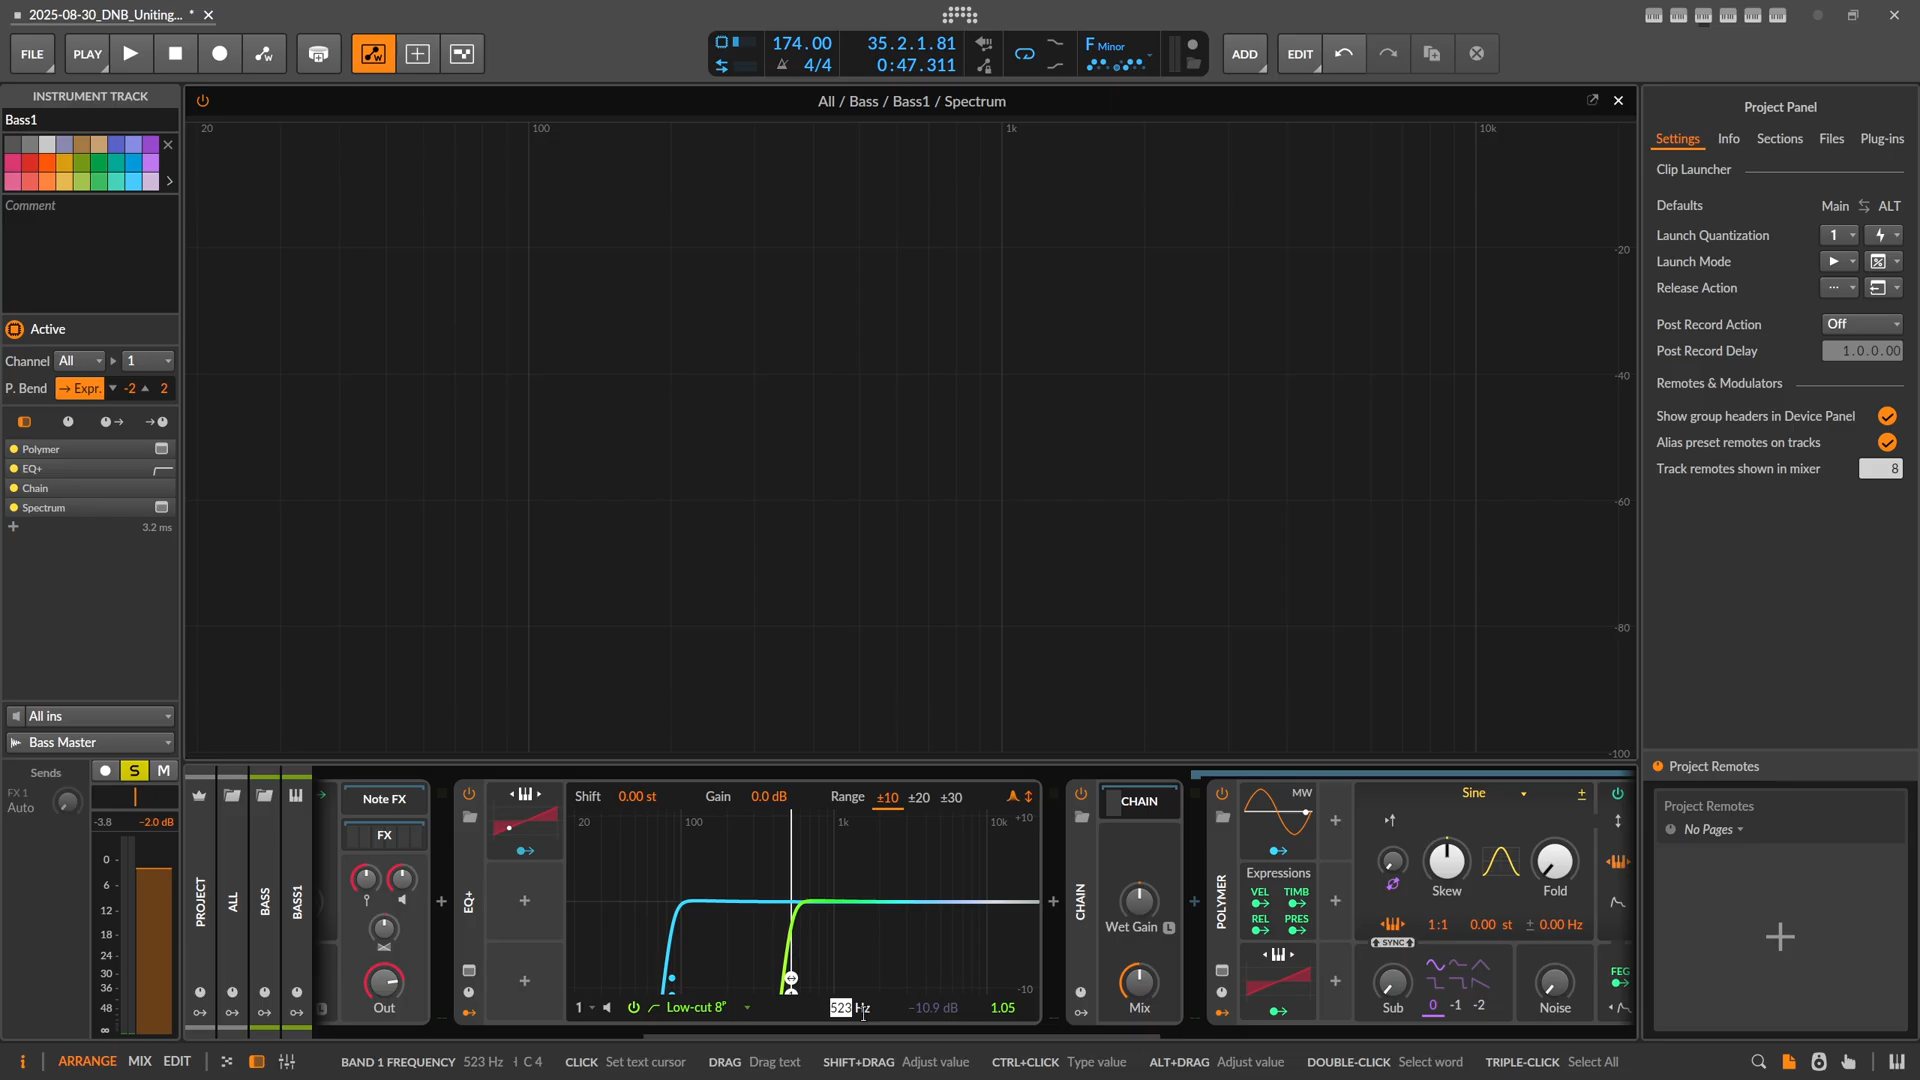 2025-08-30_DNB_Uniting... *
FILE
PLAY
174.00
4/4
35.2.1.81
0:47.311
F Minor
ADD
EDIT
INSTRUMENT TRACK
Bass1
Comment
Active
Channel All 1
P. Bend → Expr. -2 2
Polymer
EQ+
Chain
Spectrum
3.2 ms
All ins
Bass Master
Sends
FX 1
Auto
S M
-3.8 -2.0 dB
0
6
12
18
24
30
36
48
∞
All / Bass / Bass1 / Spectrum
20 100 1k 10k
-20
-40
-60
-80
-100
PROJECT
ALL
BASS
BASS1
Note FX
FX
L
Out
EQ+
Shift 0.00 st Gain 0.0 dB Range ±10 ±20 ±30
20 100 1k 10k +10
-10
1 Low-cut 8P 523 Hz -10.9 dB 1.05
CHAIN
CHAIN
Wet Gain L
Mix
POLYMER
MW
Expressions
VEL TIMB
REL PRES
Sine
Skew
Fold
1:1 0.00 st ± 0.00 Hz
SYNC
Sub
0 -1 -2
Noise
FEG
Project Panel
Settings Info Sections Files Plug-ins
Clip Launcher
Defaults Main ALT
Launch Quantization 1
Launch Mode
Release Action
Post Record Action Off
Post Record Delay 1.0.0.00
Remotes & Modulators
Show group headers in Device Panel
Alias preset remotes on tracks
Track remotes shown in mixer 8
Project Remotes
Project Remotes
No Pages
i ARRANGE MIX EDIT
BAND 1 FREQUENCY 523 Hz C 4 CLICK Set text cursor DRAG Drag text SHIFT+DRAG Adjust value CTRL+CLICK Type value ALT+DRAG Adjust value DOUBLE-CLICK Select word TRIPLE-CLICK Select All